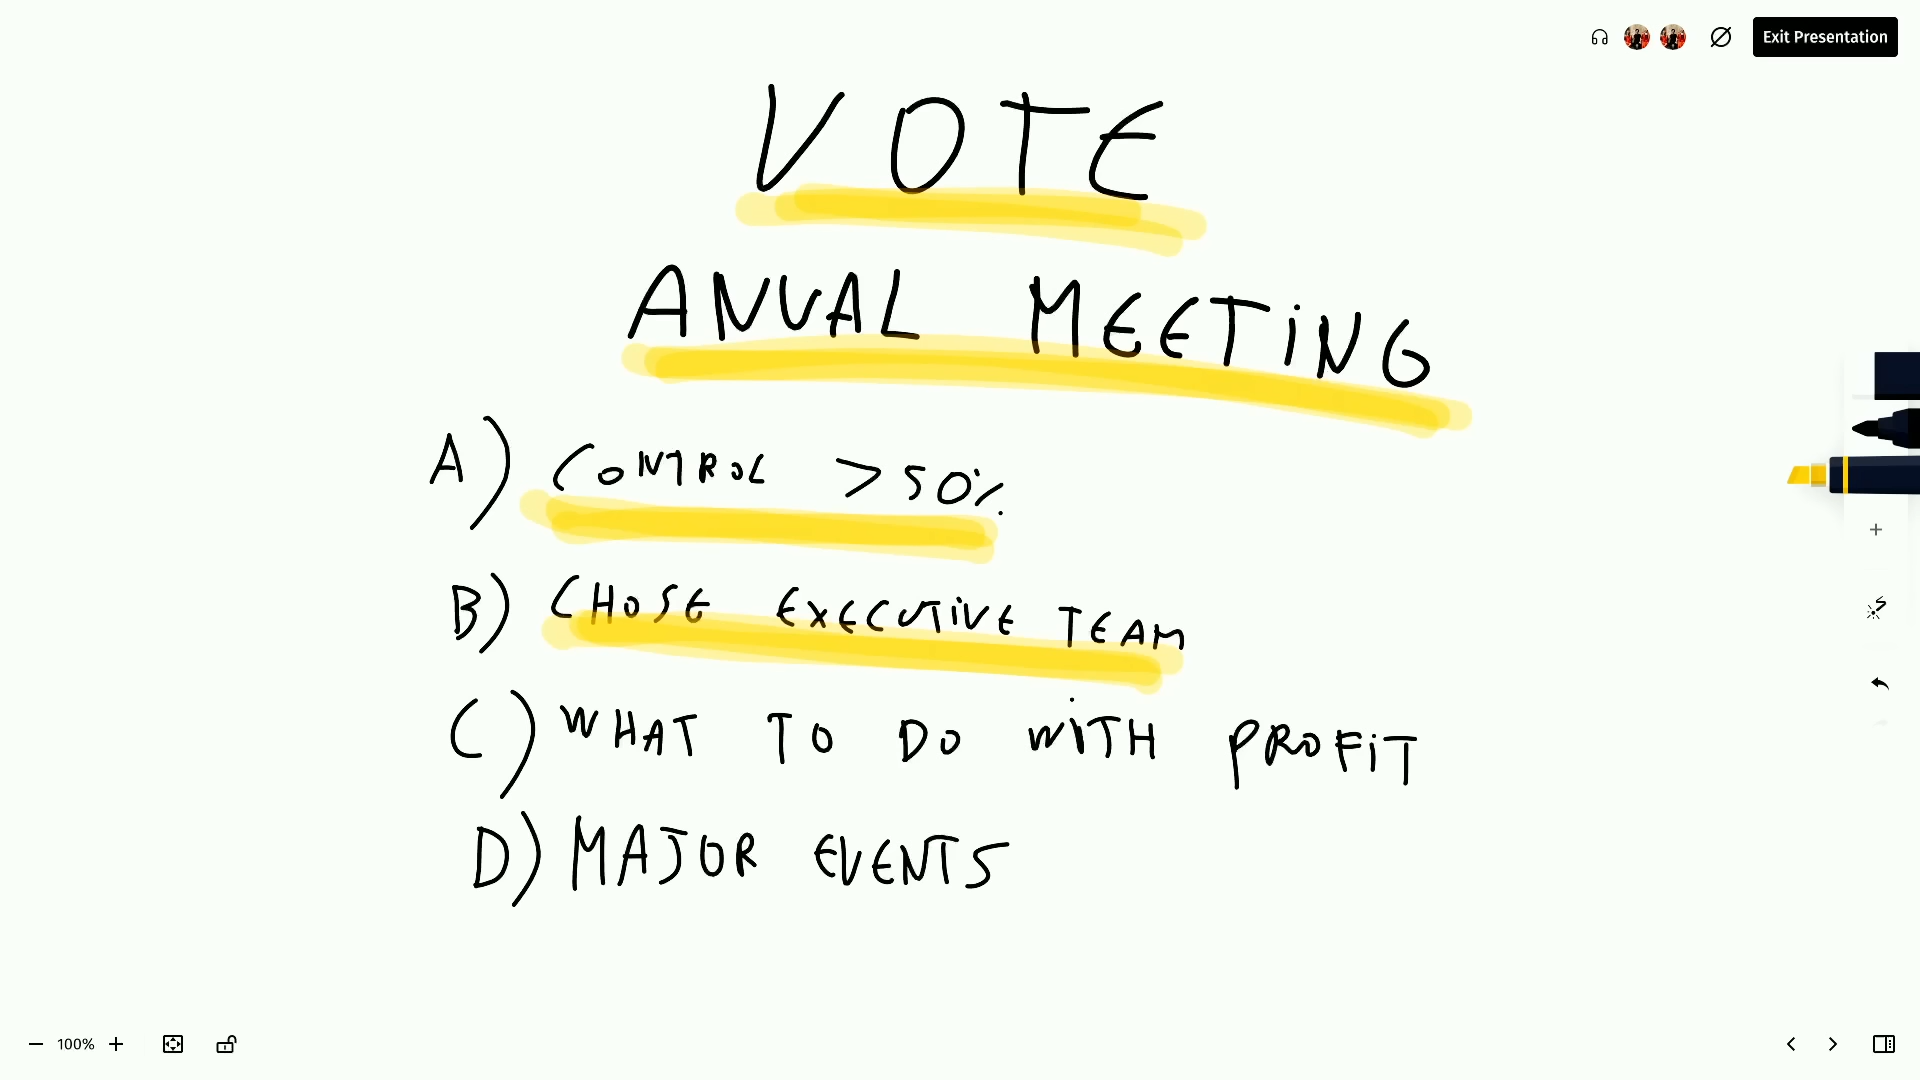 Exit Presentation
VOTE
ANUAL MEETING
A) CONTROL > 50%
B) CHOSE EXECUTIVE TEAM
C) WHAT TO DO WiTH PROFiT
D) MAJOR EVENTS
100%